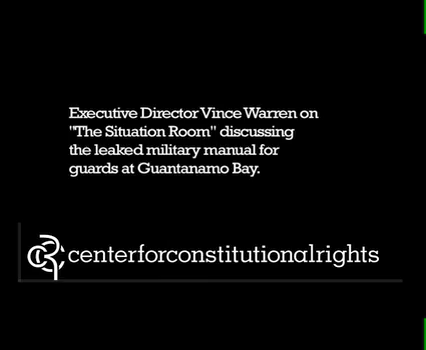 Executive Director Vince Warren on
"The Situation Room" discussing
the leaked military manual for
guards at Guantanamo Bay.
centerforconstitutionalrights